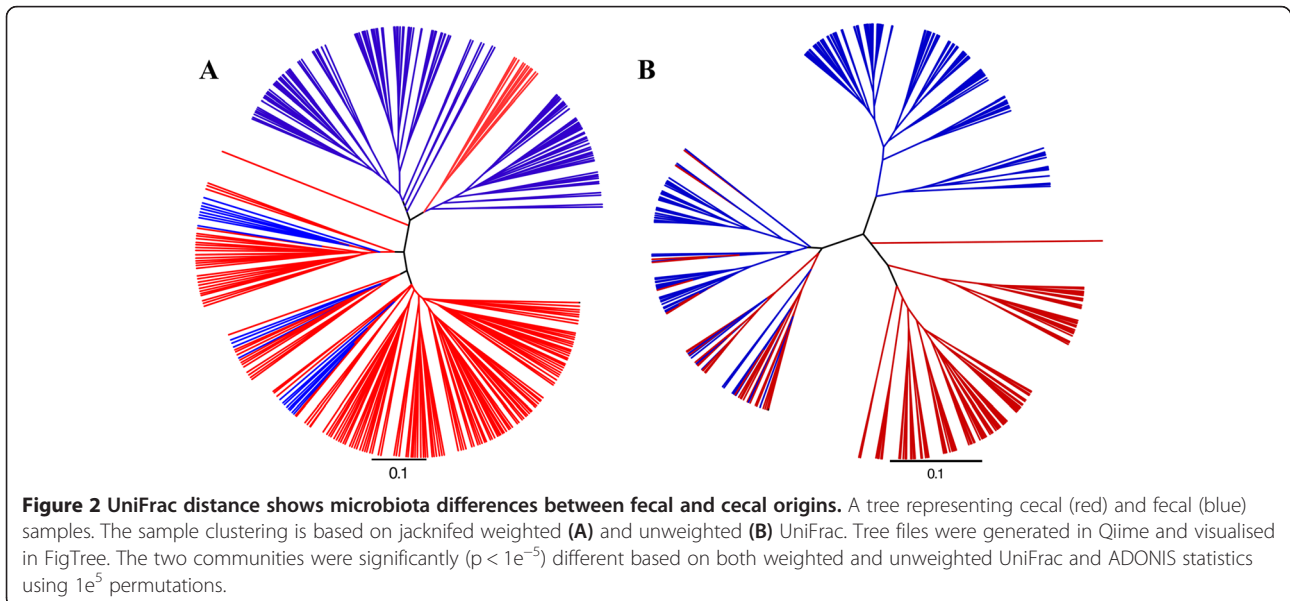 A
B
0.1
0.1
Figure 2 UniFrac distance shows microbiota differences between fecal and cecal origins. A tree representing cecal (red) and fecal (blue)
samples. The sample clustering is based on jacknifed weighted (A) and unweighted (B) UniFrac. Tree files were generated in Qiime and visualised
in FigTree. The two communities were significantly (p < 1e⁻⁵) different based on both weighted and unweighted UniFrac and ADONIS statistics
using 1e⁵ permutations.